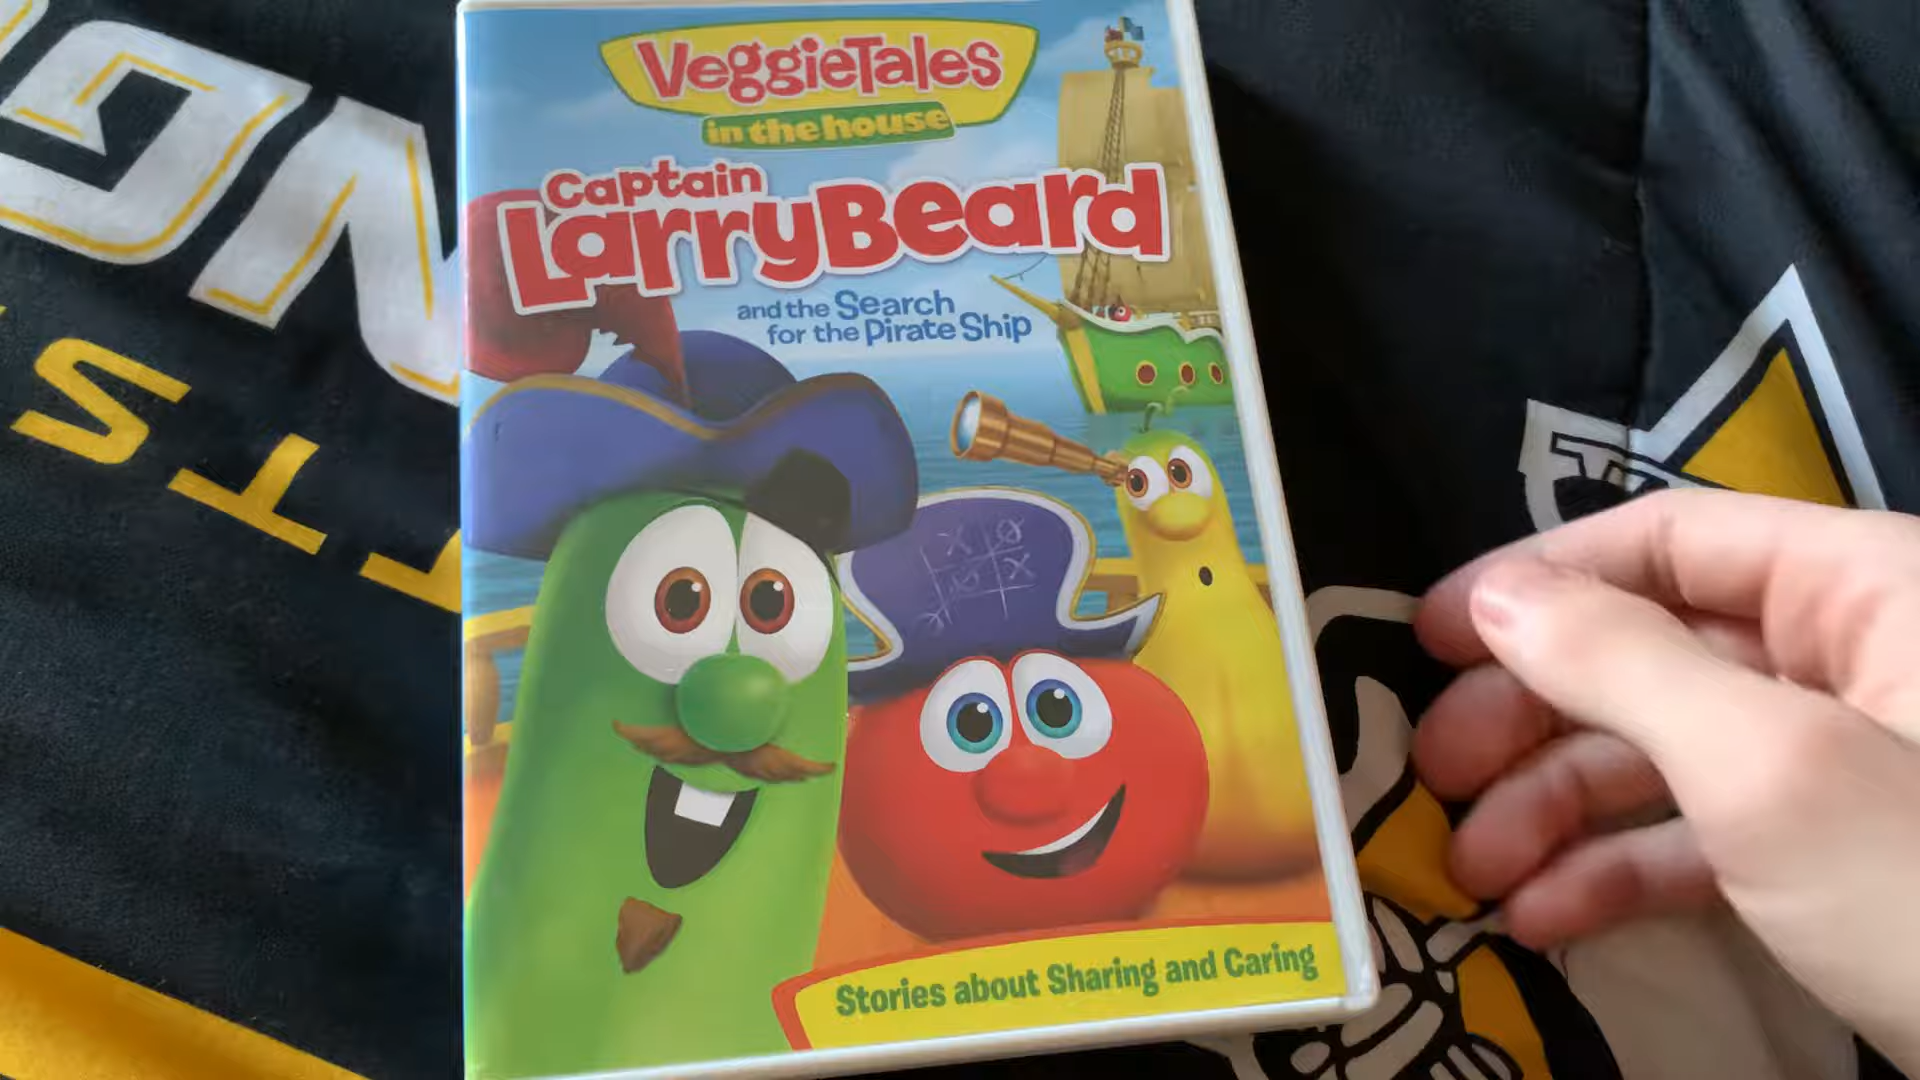 VeggieTales
in the house
Captain
LarryBeard
and the Search
for the Pirate Ship
Stories about Sharing and Caring